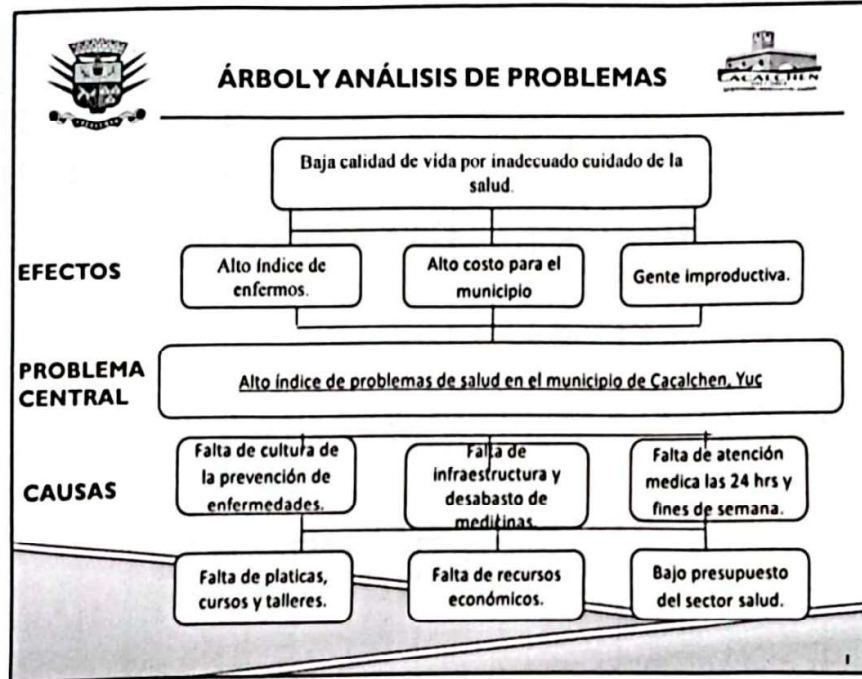 ÁRBOL Y ANÁLISIS DE PROBLEMAS
CACALCHEN
Baja calidad de vida por inadecuado cuidado de la
salud.
EFECTOS
Alto índice de
enfermos.
Alto costo para el
municipio
Gente improductiva.
PROBLEMA
CENTRAL
Alto índice de problemas de salud en el municipio de Cacalchen, Yuc
CAUSAS
Falta de cultura de
la prevención de
enfermedades.
Falta de
infraestructura y
desabasto de
medicinas.
Falta de atención
medica las 24 hrs y
fines de semana.
Falta de platicas,
cursos y talleres.
Falta de recursos
económicos.
Bajo presupuesto
del sector salud.
1